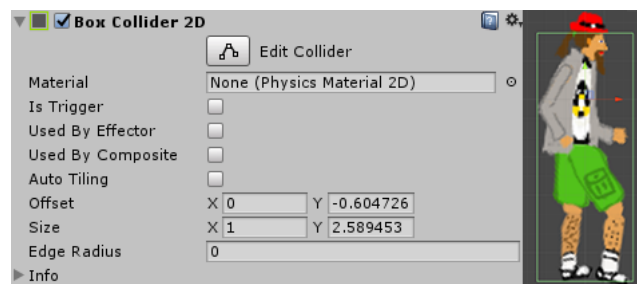 Box Collider 2D
Edit Collider
Material None (Physics Material 2D)
Is Trigger
Used By Effector
Used By Composite
Auto Tiling
Offset X 0 Y -0.604726
Size X 1 Y 2.589453
Edge Radius 0
Info